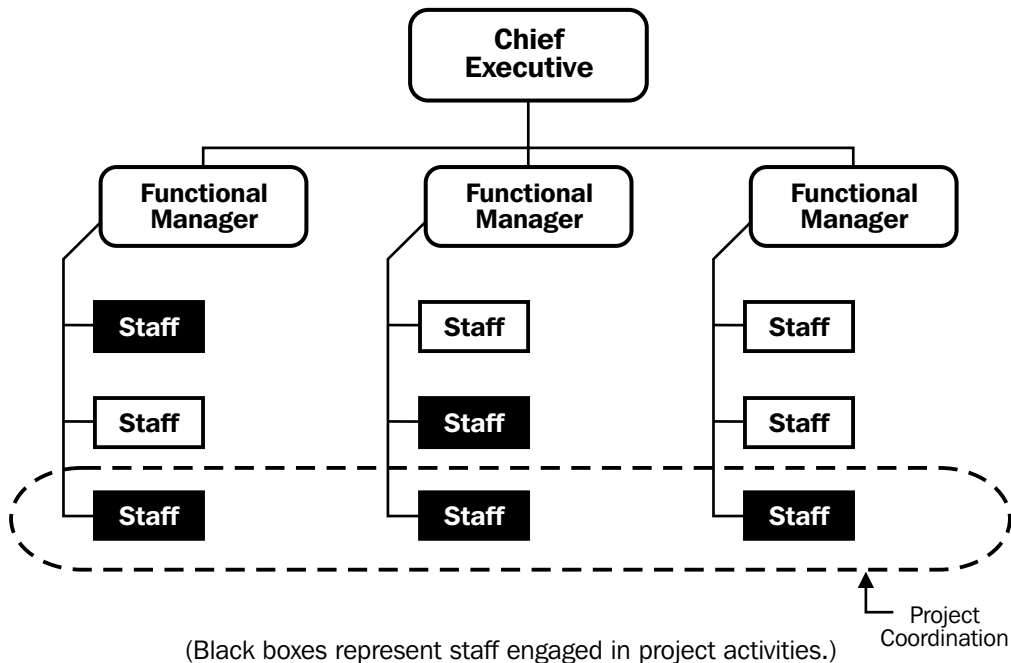 Chief
Executive
Functional
Manager
Functional
Manager
Functional
Manager
Staff
Staff
Staff
Staff
Staff
Staff
Staff
Staff
Staff
Project
Coordination
(Black boxes represent staff engaged in project activities.)